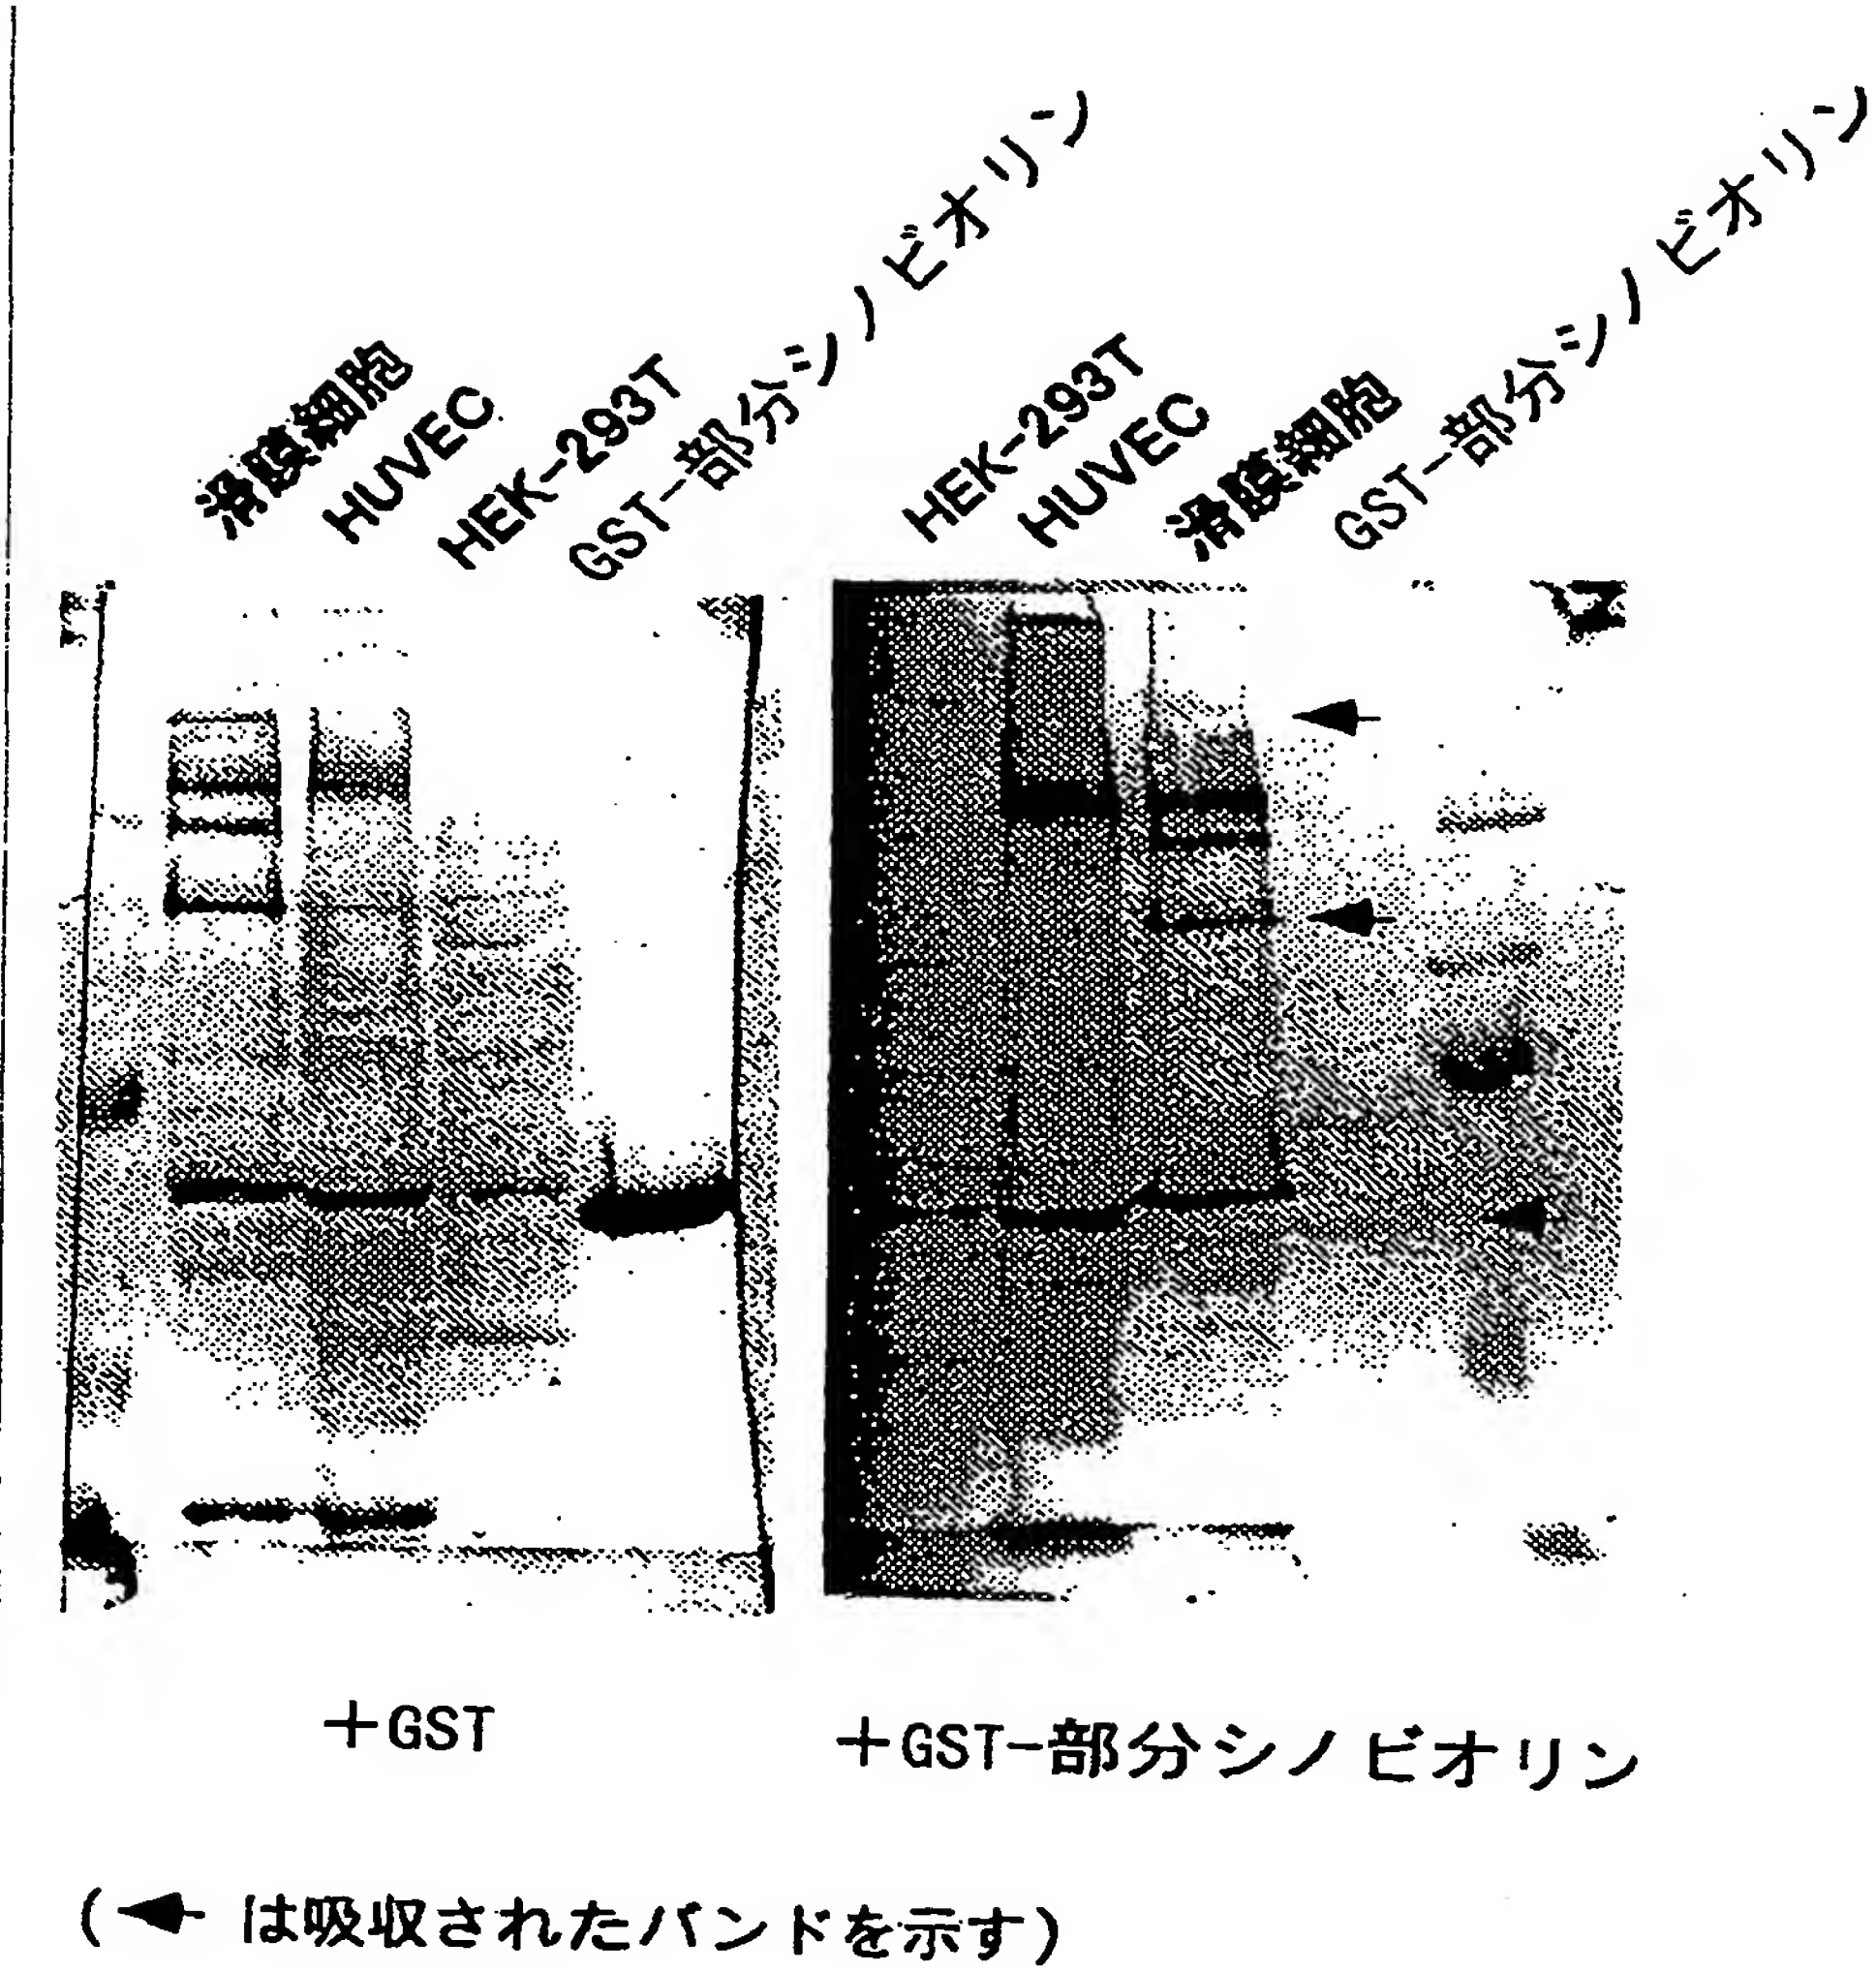 滑膜細胞
HUVEC
HEK-293T
GST-部分シノビオリン
HEK-293T
HUVEC
滑膜細胞
GST-部分シノビオリン
+GST
+GST-部分シノビオリン
(◀ は吸収されたバンドを示す)